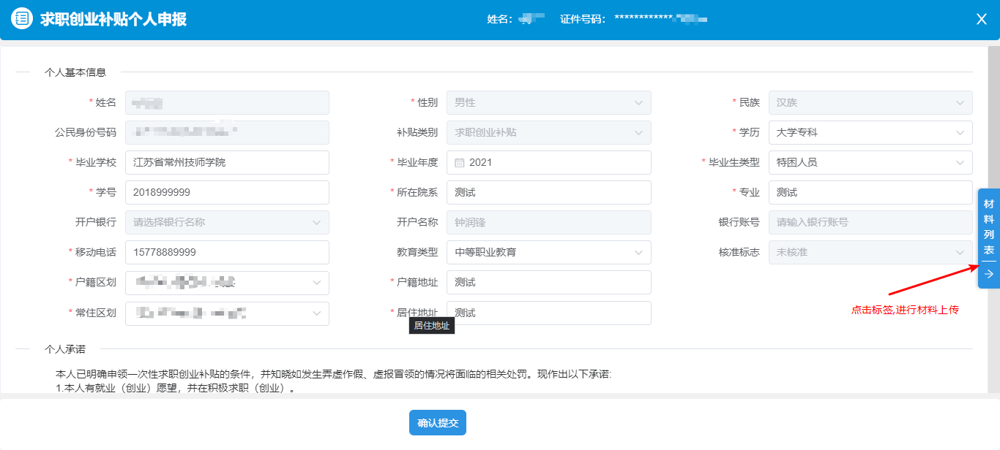 求职创业补贴个人申报 姓名: 证件号码: ************
个人基本信息
* 姓名 * 性别 男性 * 民族 汉族
公民身份号码 补贴类别 求职创业补贴 * 学历 大学专科
* 毕业学校 江苏省常州技师学院 * 毕业年度 2021 * 毕业生类型 特困人员
* 学号 2018999999 * 所在院系 测试 * 专业 测试
开户银行 请选择银行名称 开户名称 钟润锋 银行账号 请输入银行账号
* 移动电话 15778889999 教育类型 中等职业教育 核准标志 未核准
* 户籍区划 * 户籍地址 测试
* 常住区划 * 居住地址 测试
居住地址
材料列表
点击标签,进行材料上传
个人承诺
本人已明确申领一次性求职创业补贴的条件，并知晓如发生弄虚作假、虚报冒领的情况将面临的相关处罚。现作出以下承诺:
1.本人有就业（创业）愿望，并在积极求职（创业）。
确认提交